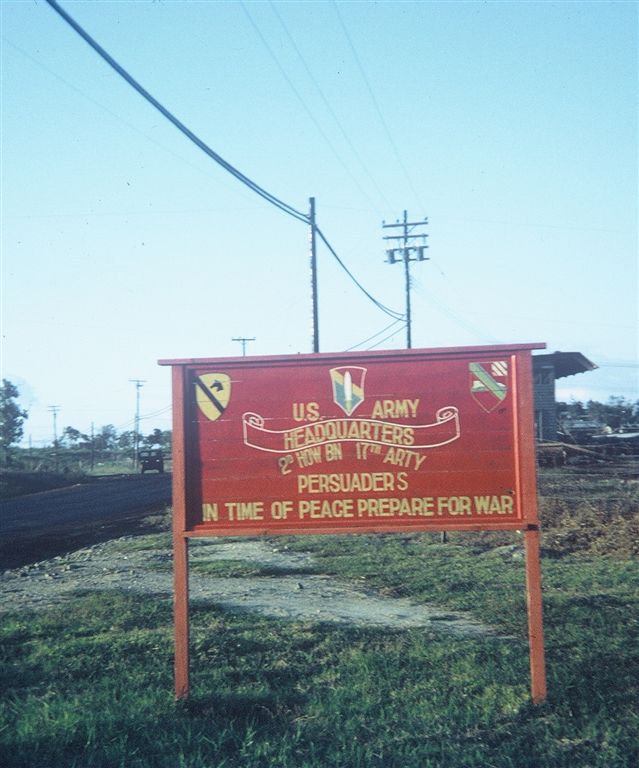 U.S. ARMY
HEADQUARTERS
2D HOW BN 17TH ARTY
PERSUADERS
IN TIME OF PEACE PREPARE FOR WAR